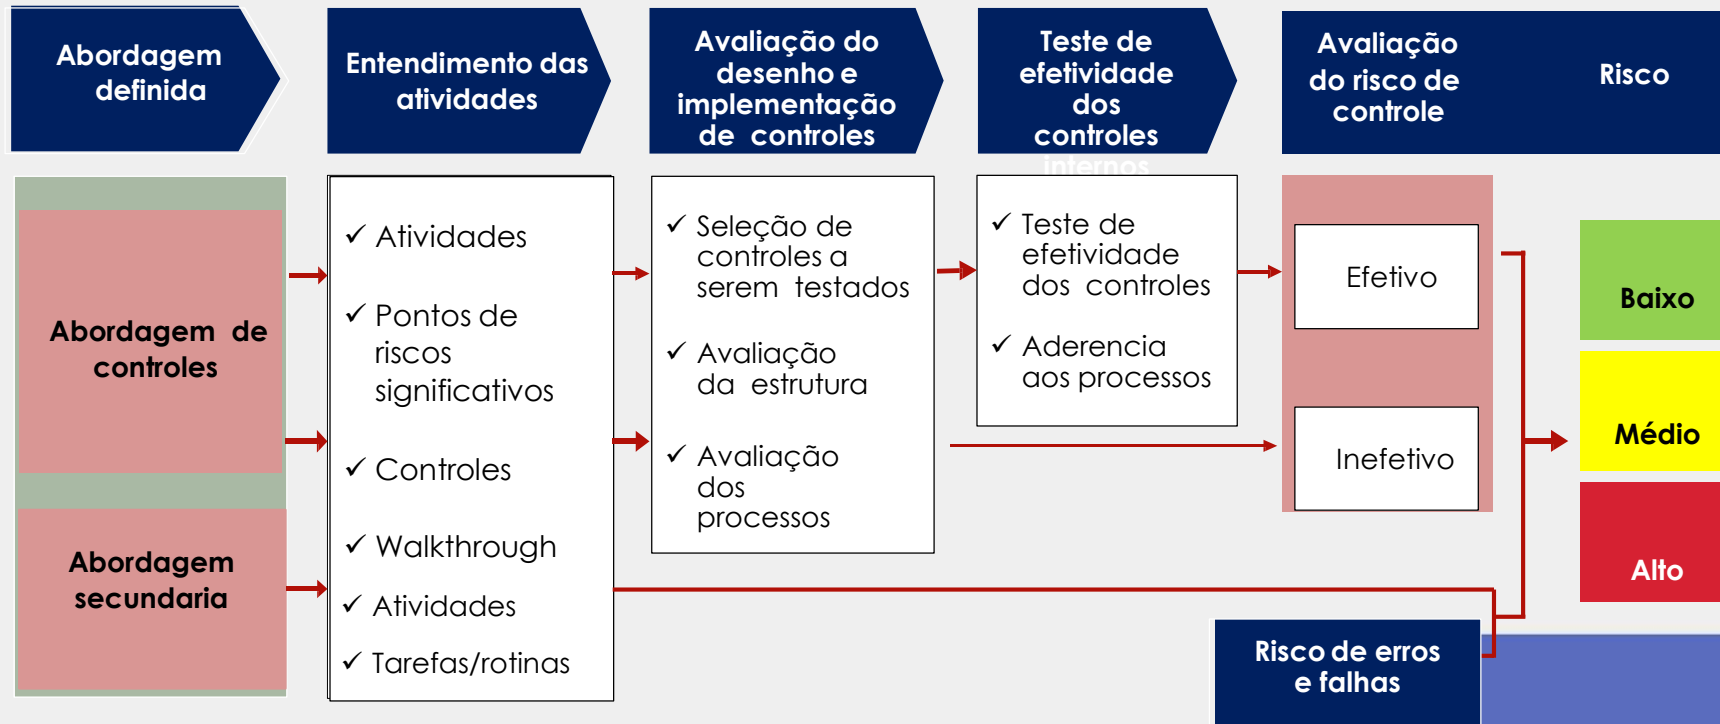 Abordagem
definida
Entendimento das
atividades
Avaliação do
desenho e
implementação
de controles
Teste de
efetividade
dos
controles
internos
Avaliação
do risco de
controle
Risco
Abordagem de
controles
Abordagem
secundaria
✓ Atividades
✓ Pontos de
riscos
significativos
✓ Controles
✓ Walkthrough
✓ Atividades
✓ Tarefas/rotinas
✓ Seleção de
controles a
serem testados
✓ Avaliação
da estrutura
✓ Avaliação
dos
processos
✓ Teste de
efetividade
dos controles
✓ Aderencia
aos processos
Efetivo
Inefetivo
Baixo
Médio
Alto
Risco de erros
e falhas